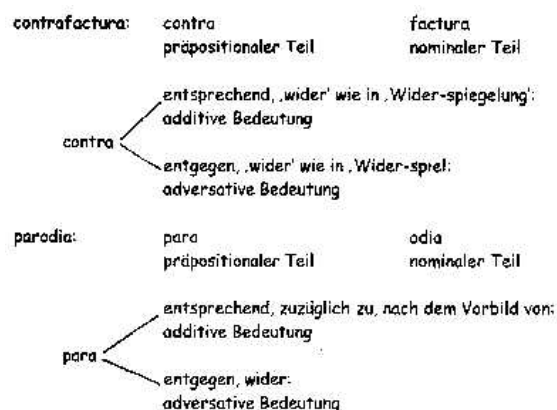 contrafactura: contra factura
präpositionaler Teil nominaler Teil
entsprechend, ‚wider' wie in ‚Wider-spiegelung':
additive Bedeutung
contra
entgegen, ‚wider' wie in ‚Wider-spiel:
adversative Bedeutung
parodia: para odia
präpositionaler Teil nominaler Teil
entsprechend, zuzüglich zu, nach dem Vorbild von:
additive Bedeutung
para
entgegen, wider:
adversative Bedeutung